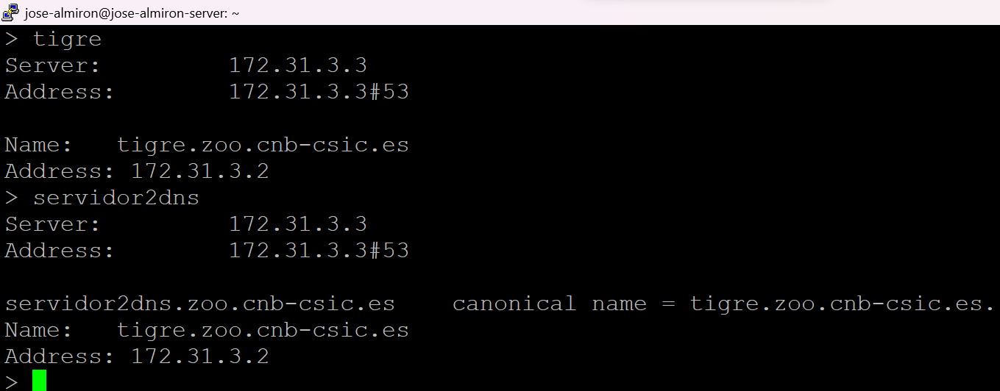 jose-almiron@jose-almiron-server: ~
> tigre
Server:         172.31.3.3
Address:        172.31.3.3#53
Name:   tigre.zoo.cnb-csic.es
Address: 172.31.3.2
> servidor2dns
Server:         172.31.3.3
Address:        172.31.3.3#53
servidor2dns.zoo.cnb-csic.es    canonical name = tigre.zoo.cnb-csic.es.
Name:   tigre.zoo.cnb-csic.es
Address: 172.31.3.2
>